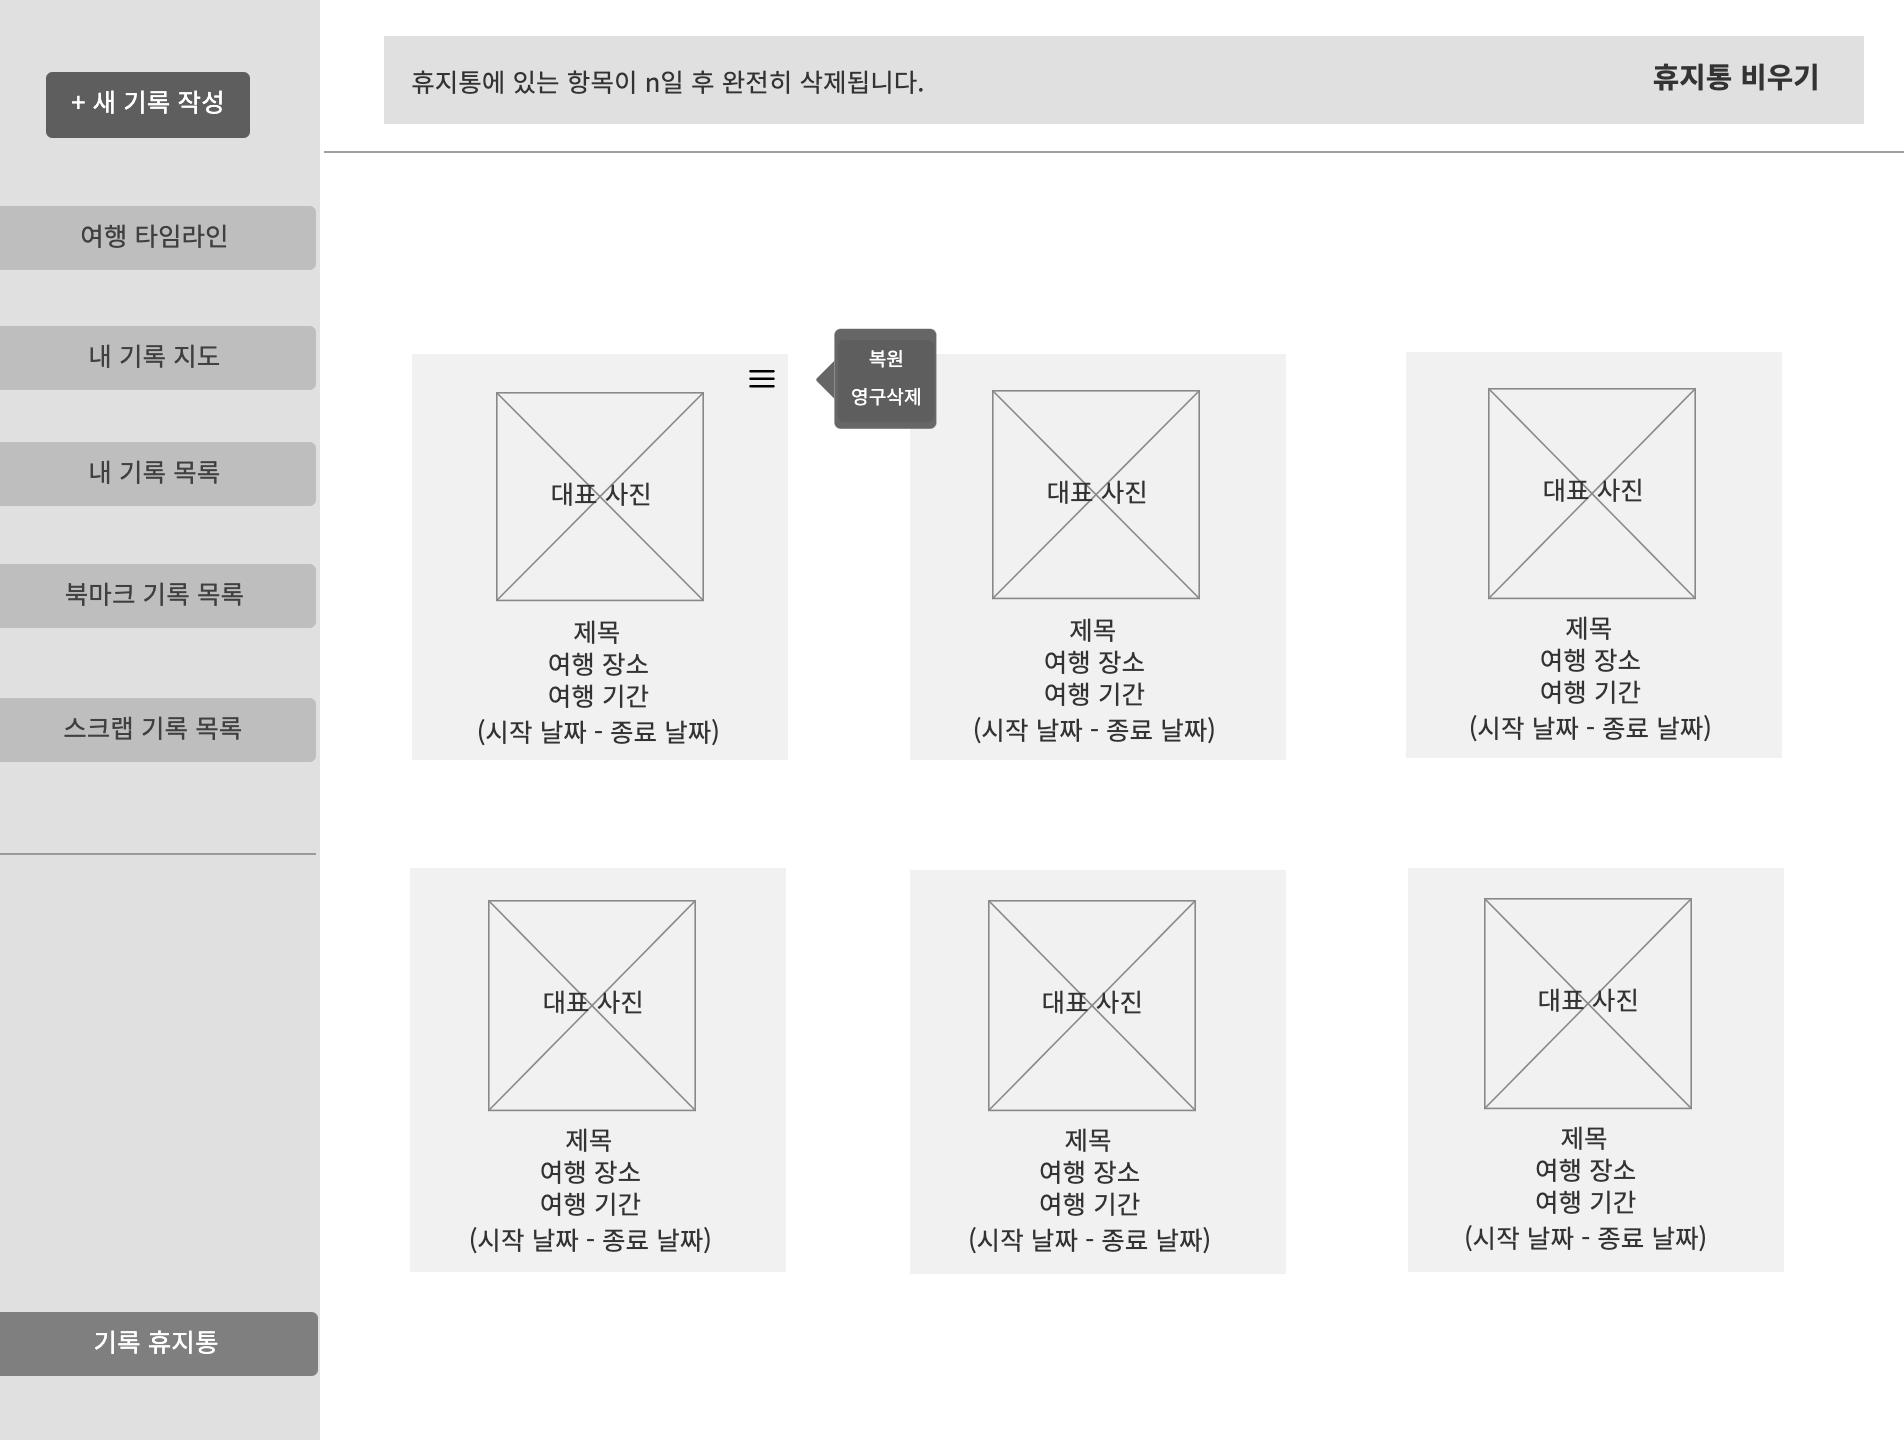 + 새 기록 작성
여행 타임라인
내 기록 지도
내 기록 목록
북마크 기록 목록
스크랩 기록 목록
기록 휴지통
휴지통에 있는 항목이 n일 후 완전히 삭제됩니다.
휴지통 비우기
대표 사진
제목
여행 장소
여행 기간
(시작 날짜 - 종료 날짜)
복원
영구삭제
대표 사진
제목
여행 장소
여행 기간
(시작 날짜 - 종료 날짜)
대표 사진
제목
여행 장소
여행 기간
(시작 날짜 - 종료 날짜)
대표 사진
제목
여행 장소
여행 기간
(시작 날짜 - 종료 날짜)
대표 사진
제목
여행 장소
여행 기간
(시작 날짜 - 종료 날짜)
대표 사진
제목
여행 장소
여행 기간
(시작 날짜 - 종료 날짜)